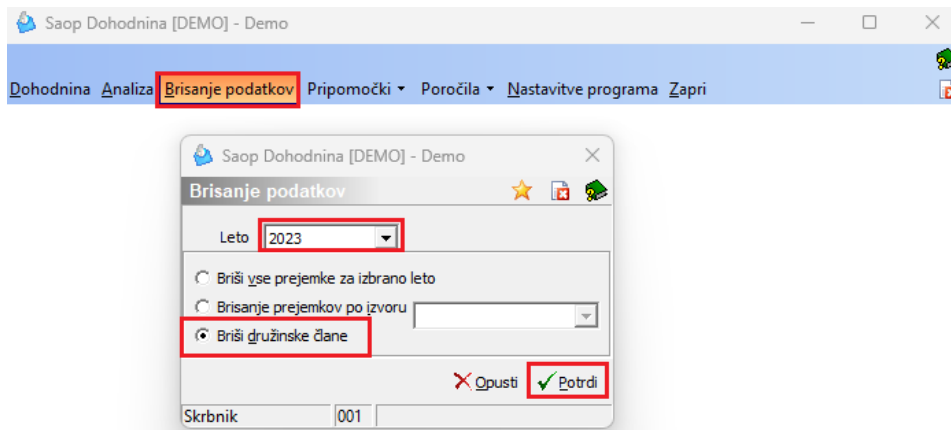 Saop Dohodnina [DEMO] - Demo
Dohodnina Analiza Brisanje podatkov Pripomočki Poročila Nastavitve programa Zapri
Saop Dohodnina [DEMO] - Demo
Brisanje podatkov
Leto 2023
Briši vse prejemke za izbrano leto
Brisanje prejemkov po izvoru
Briši družinske člane
Opusti Potrdi
Skrbnik 001